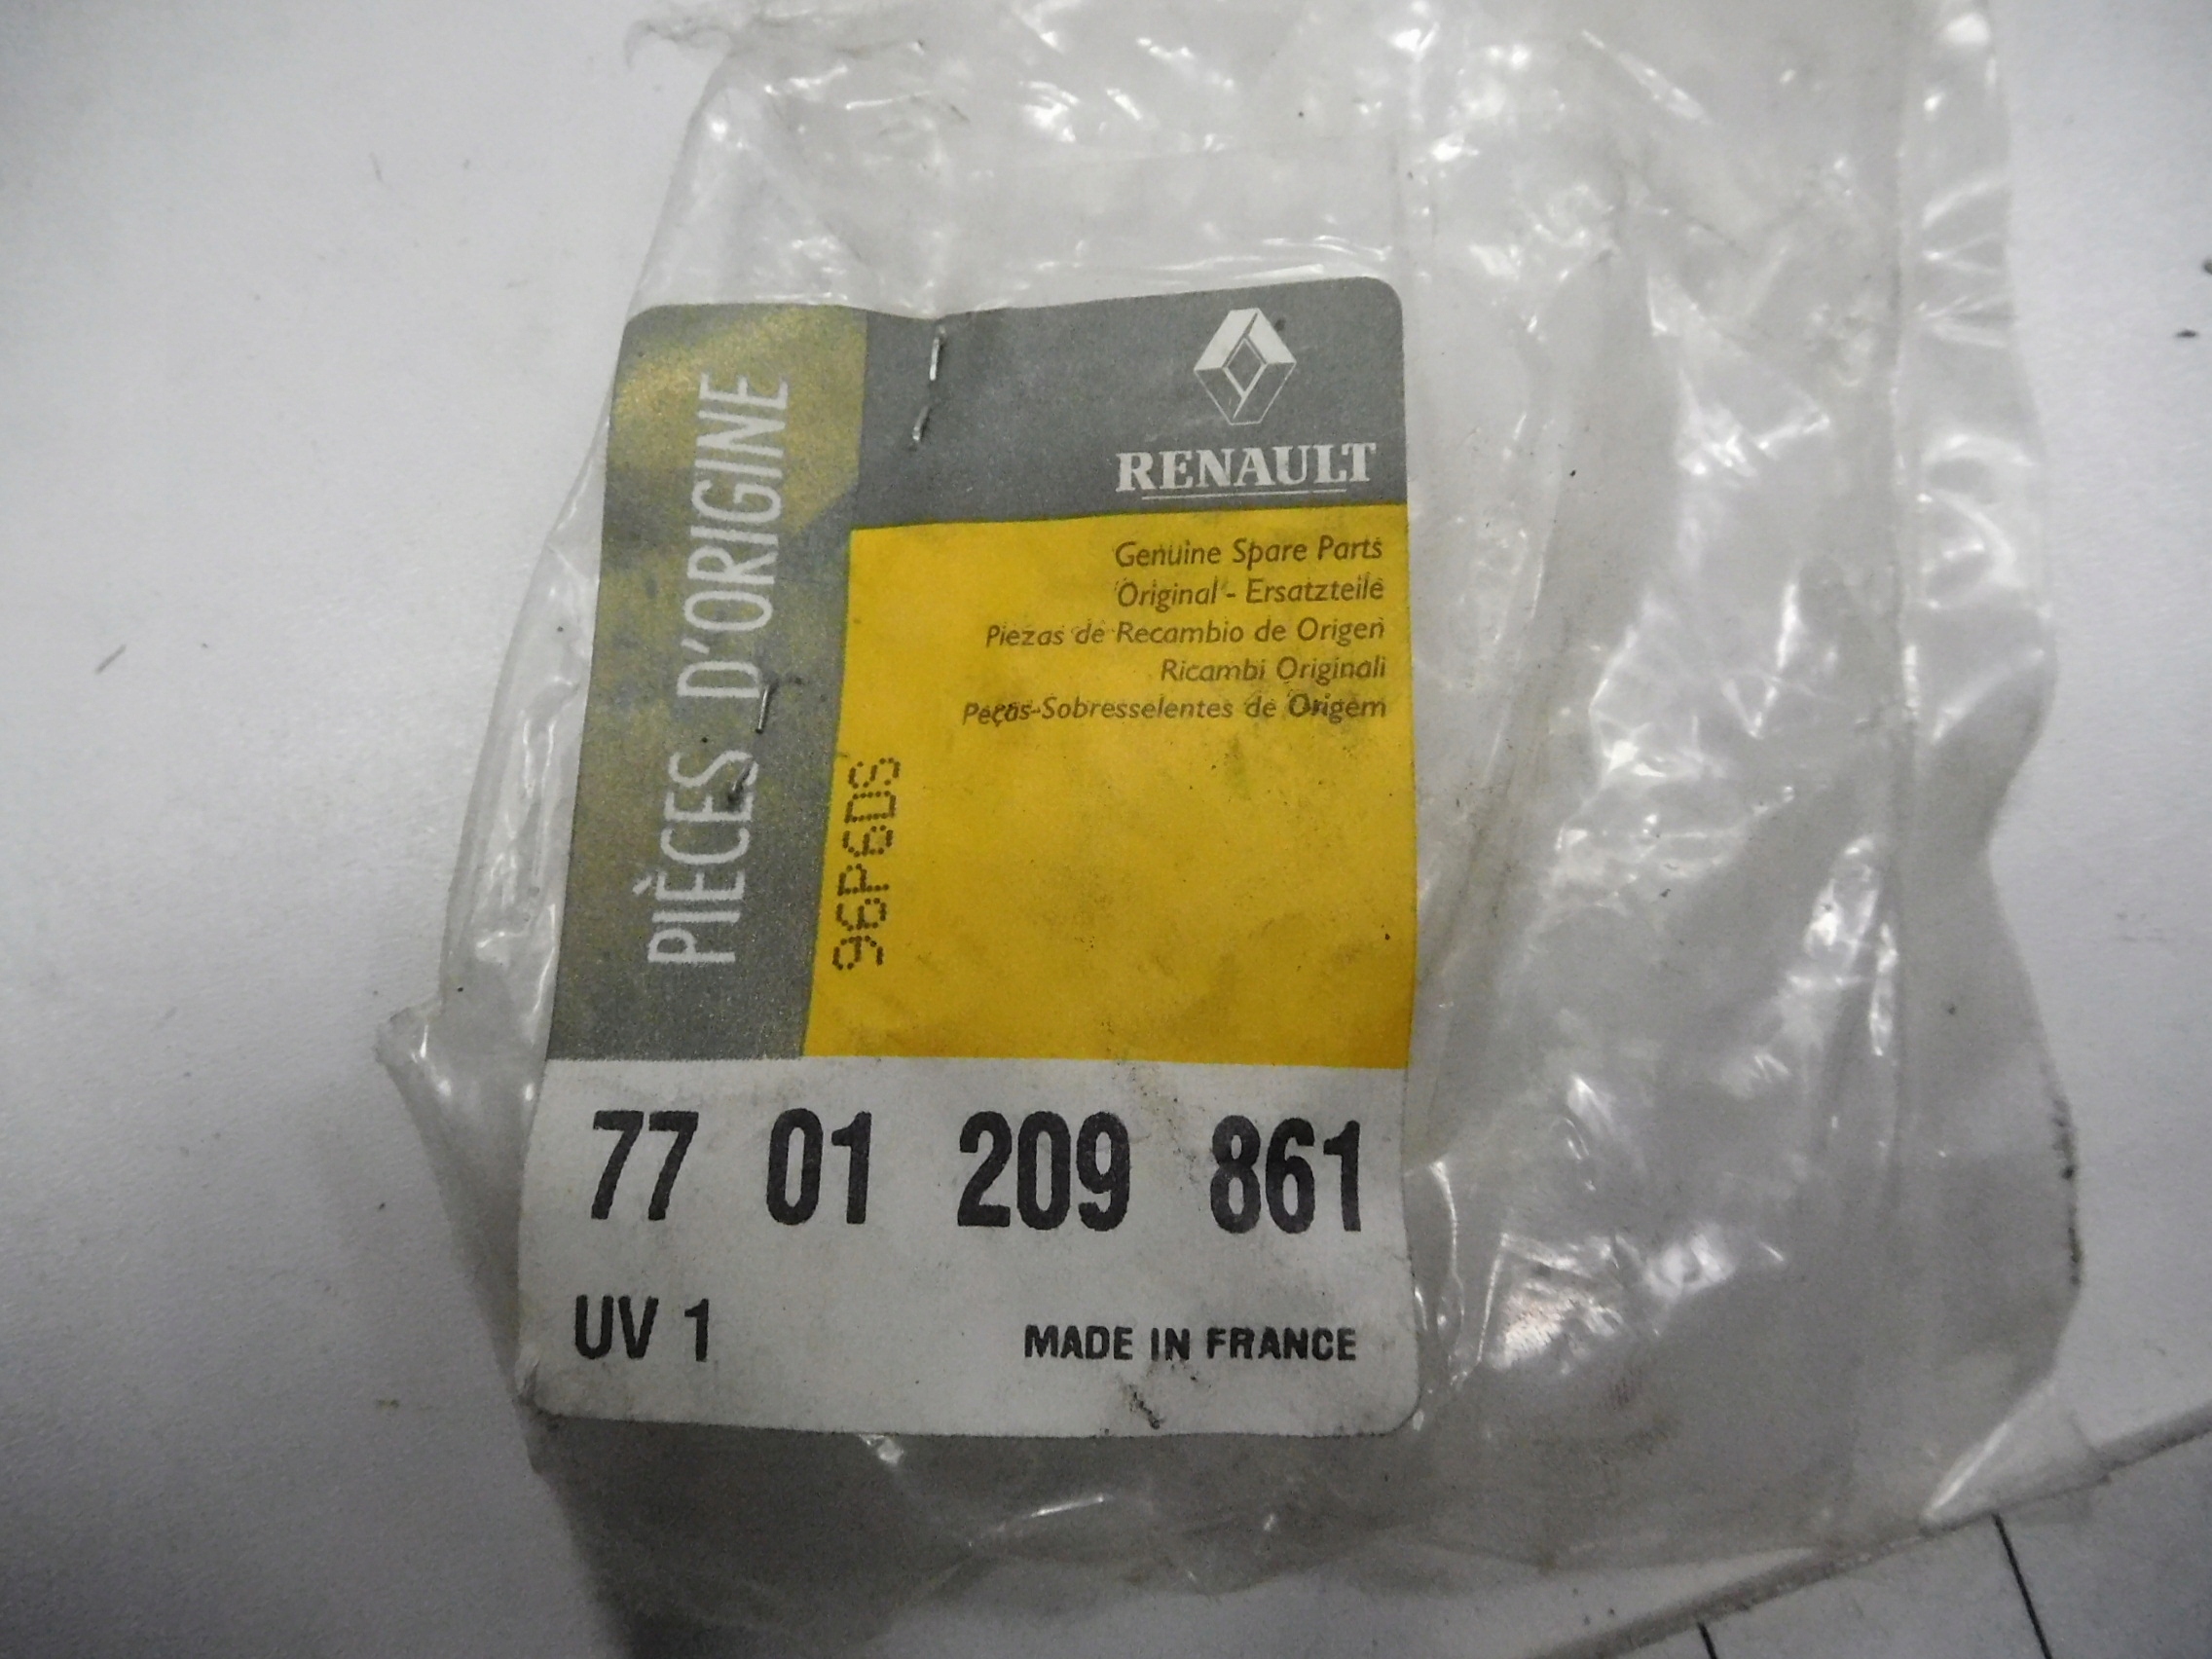 RENAULT
PIÈCES D'ORIGINE
Genuine Spare Parts
Original - Ersatzteile
Piezas de Recambio de Origen
Ricambi Originali
Peças-Sobresselentes de Origem
96P6DS
77 01 209 861
UV 1
MADE IN FRANCE